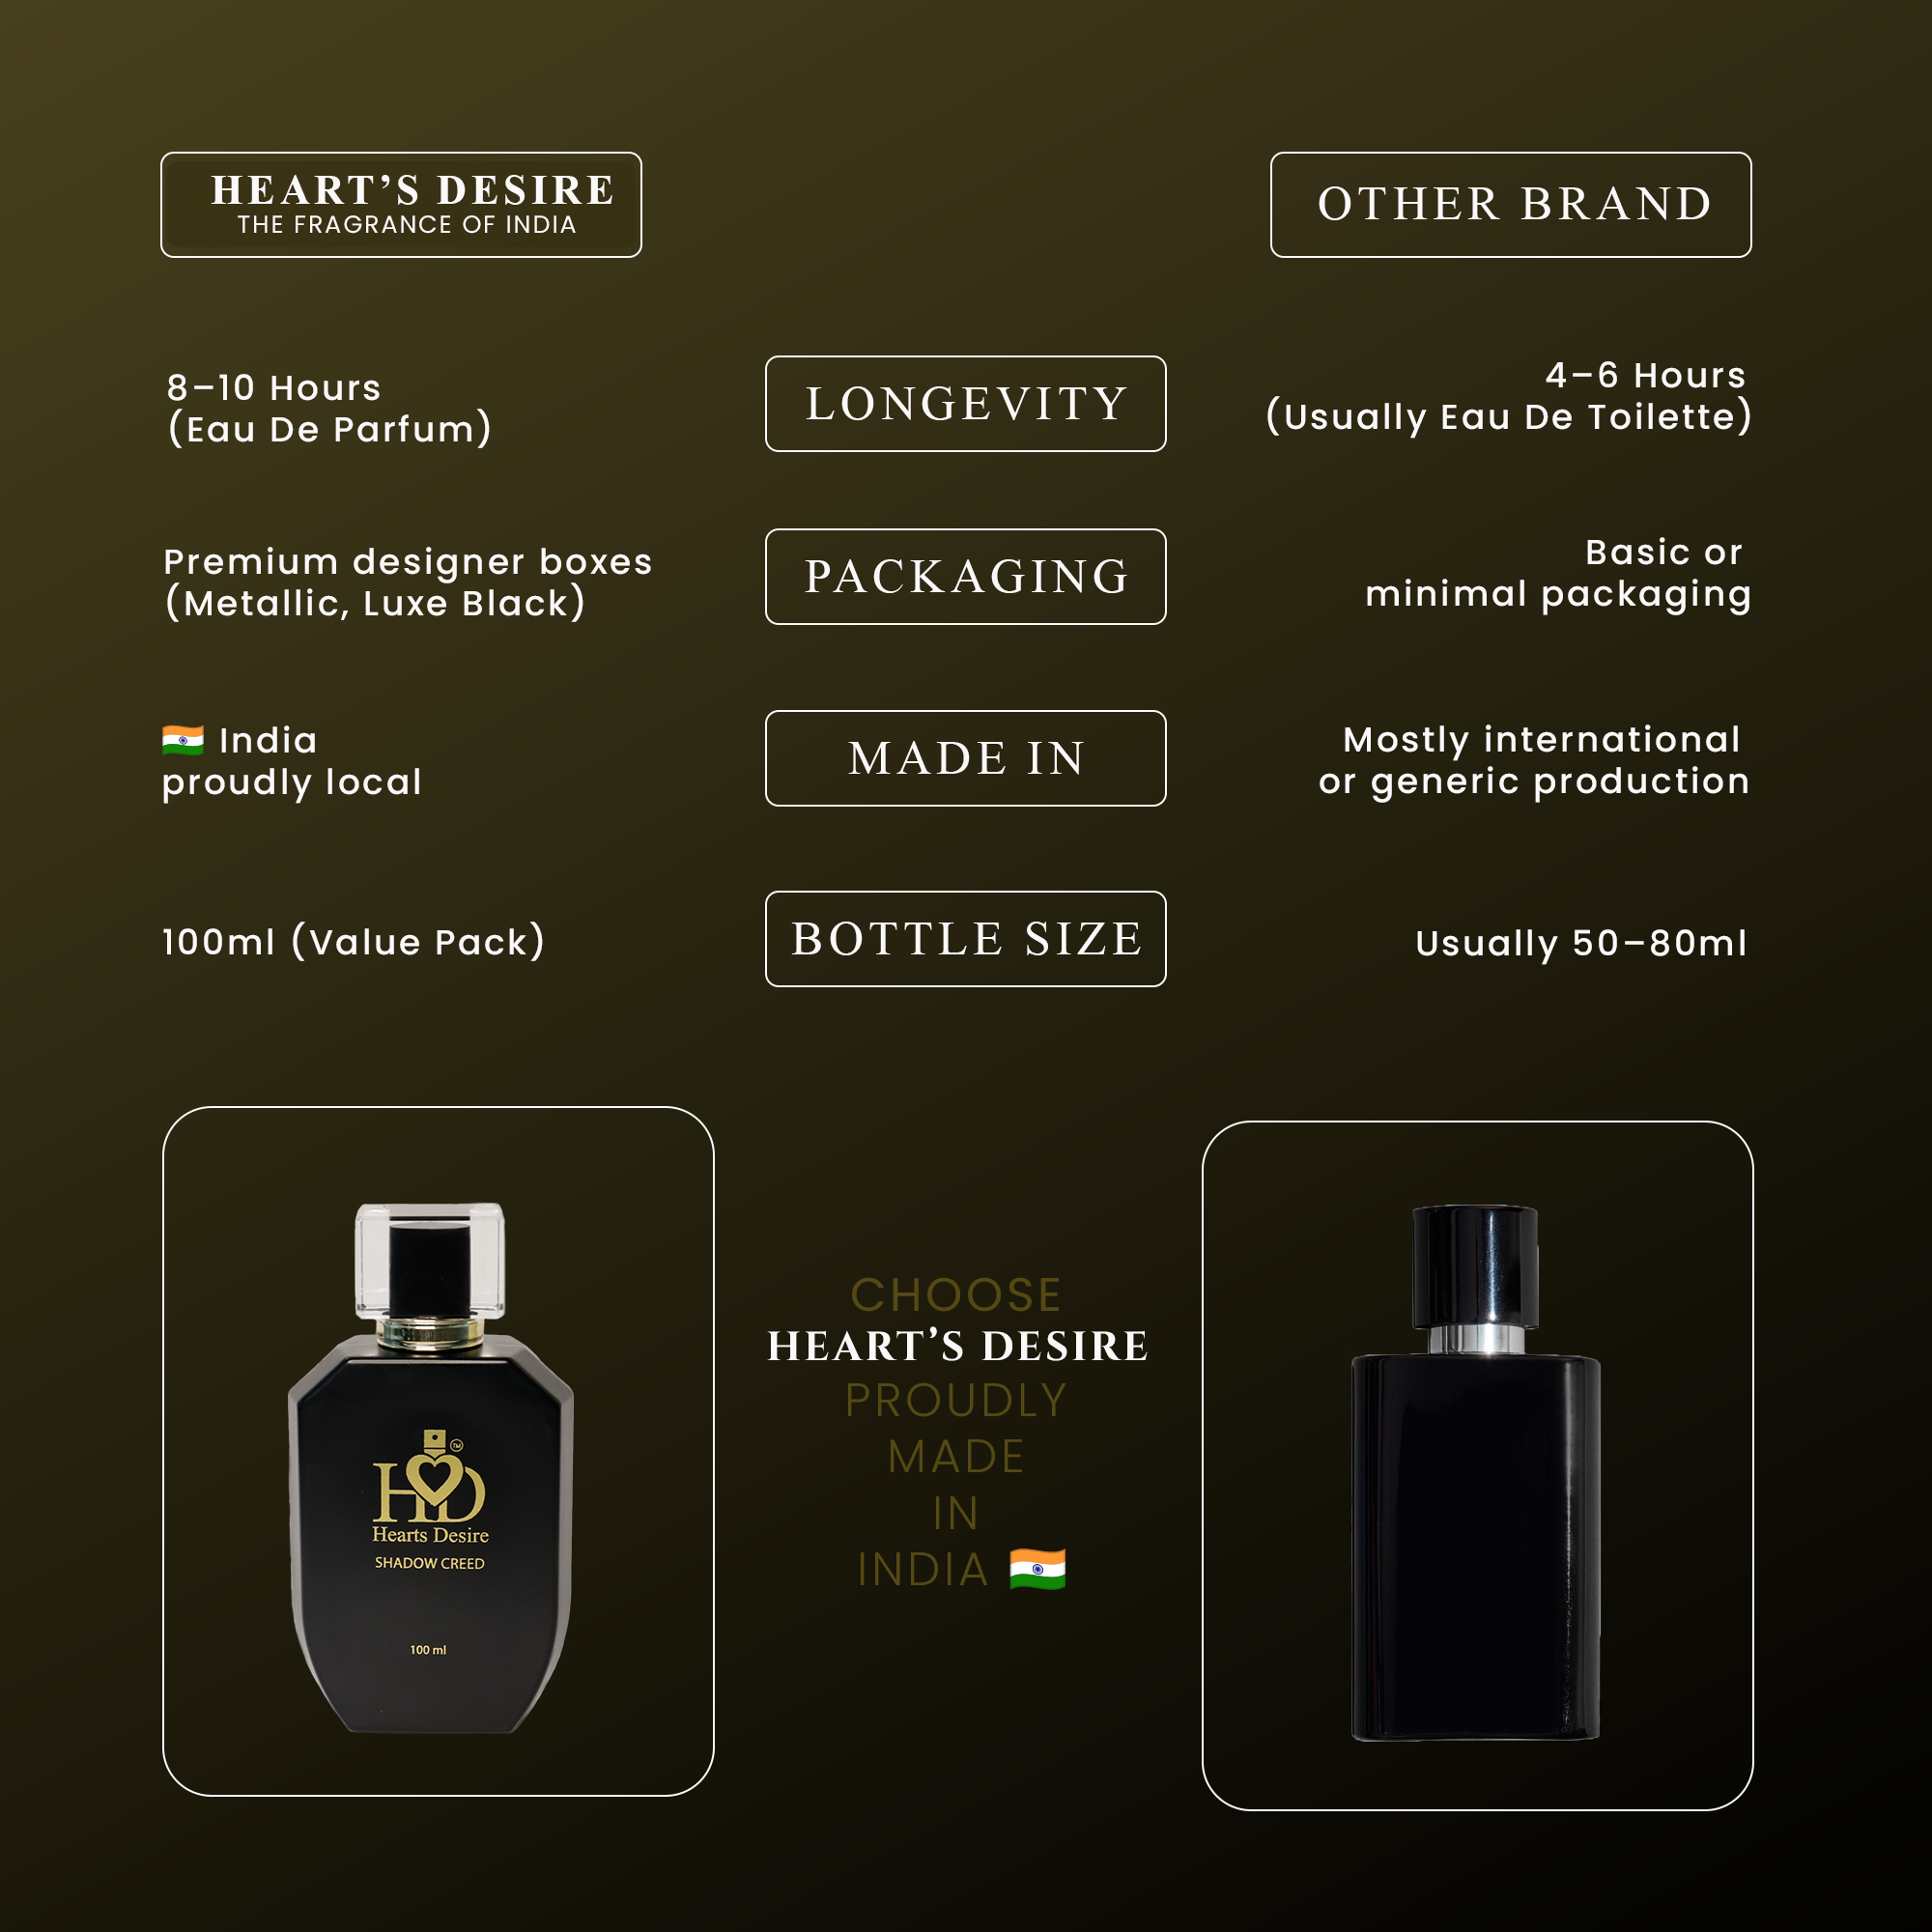 HEART’S DESIRE
THE FRAGRANCE OF INDIA
OTHER BRAND
8–10 Hours
(Eau De Parfum)
LONGEVITY
4–6 Hours
(Usually Eau De Toilette)
Premium designer boxes
(Metallic, Luxe Black)
PACKAGING
Basic or
minimal packaging
🇮🇳 India
proudly local
MADE IN
Mostly international
or generic production
100ml (Value Pack)
BOTTLE SIZE
Usually 50–80ml
HD TM
Hearts Desire
SHADOW CREED
100 ml
CHOOSE
HEART’S DESIRE
PROUDLY
MADE
IN
INDIA 🇮🇳